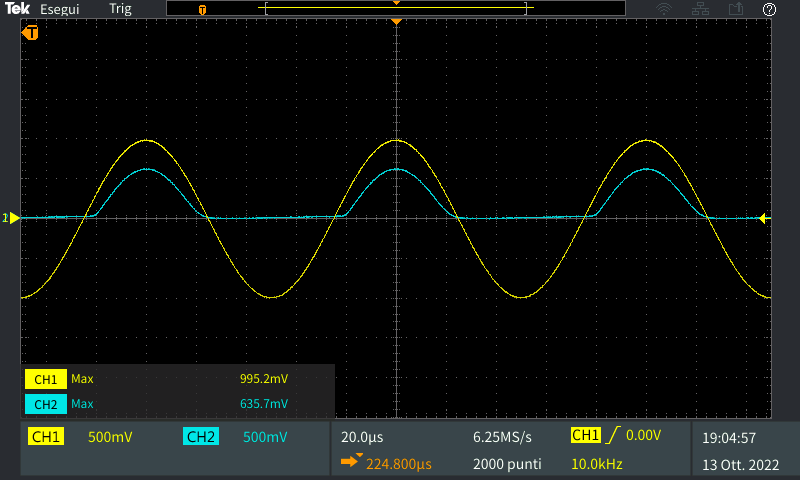 Tek Esegui Trig
T
T
1
CH1 Max 995.2mV
CH2 Max 635.7mV
CH1 500mV CH2 500mV 20.0µs 6.25MS/s CH1 0.00V 19:04:57
224.800µs 2000 punti 10.0kHz 13 Ott. 2022